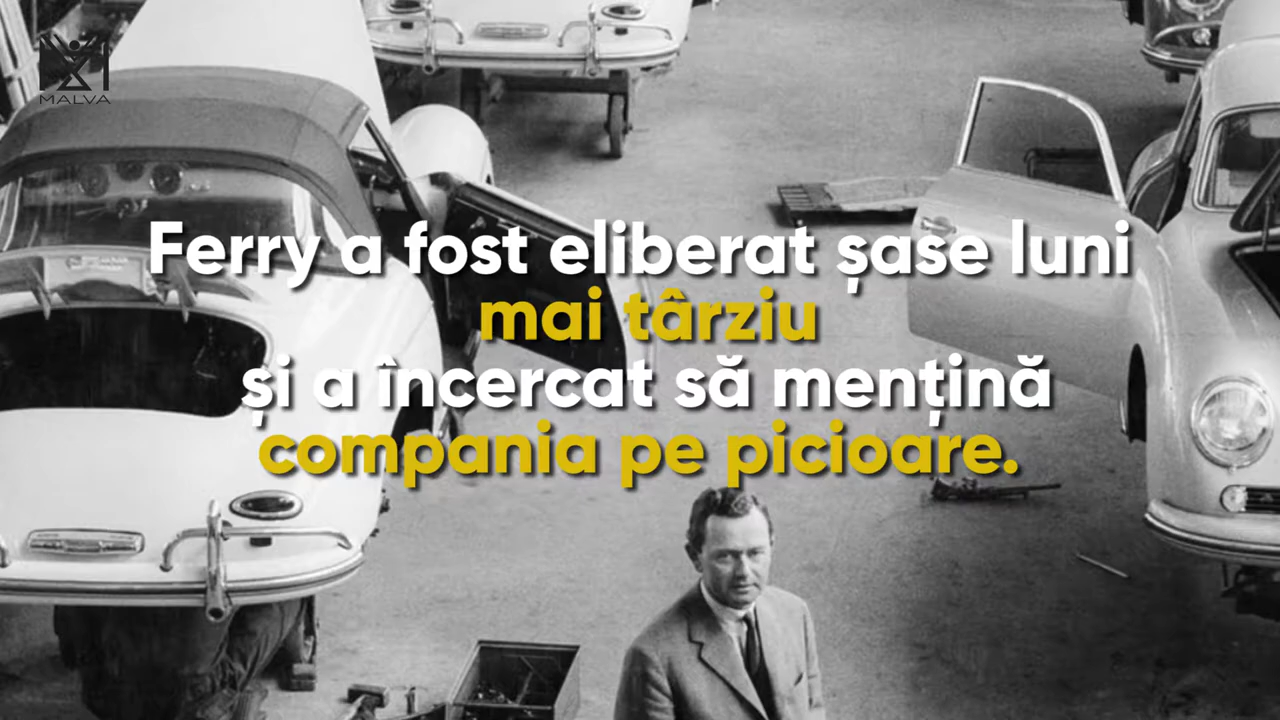 MALVA
Ferry a fost eliberat șase luni
mai târziu
și a încercat să mențină
compania pe picioare.